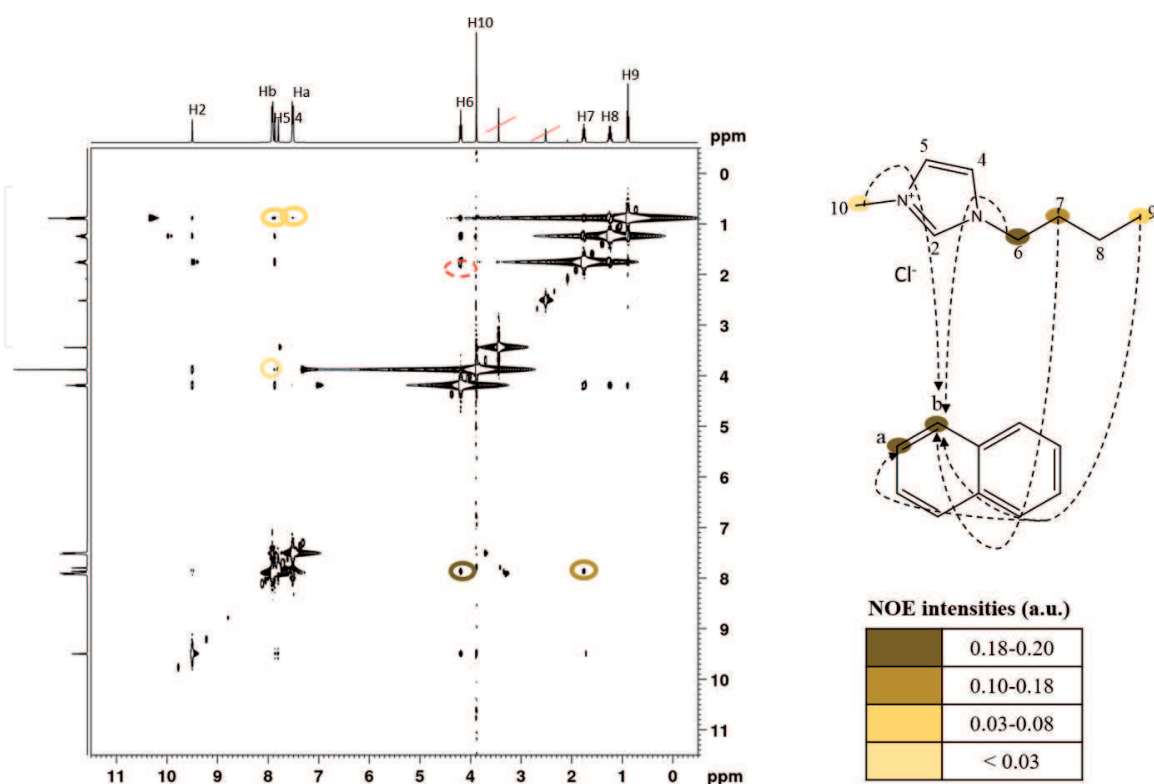 H10
H9
Hb
Ha
H2
H5
4
H6
H7
H8
ppm
0
1
2
3
4
5
6
7
8
9
10
11
11 10 9 8 7 6 5 4 3 2 1 0 ppm
5
4
10
N+
N
7
9
2
6
8
Cl-
b
a
NOE intensities (a.u.)
0.18-0.20
0.10-0.18
0.03-0.08
< 0.03